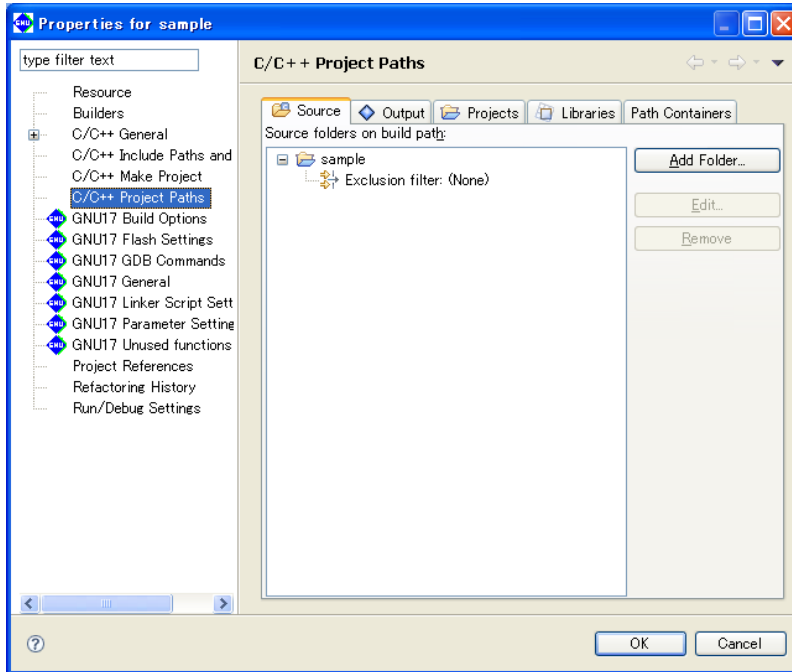 Properties for sample
type filter text
Resource
Builders
C/C++ General
C/C++ Include Paths and
C/C++ Make Project
C/C++ Project Paths
GNU17 Build Options
GNU17 Flash Settings
GNU17 GDB Commands
GNU17 General
GNU17 Linker Script Sett
GNU17 Parameter Setting
GNU17 Unused functions
Project References
Refactoring History
Run/Debug Settings
C/C++ Project Paths
Source Output Projects Libraries Path Containers
Source folders on build path:
sample
Exclusion filter: (None)
Add Folder...
Edit...
Remove
OK Cancel